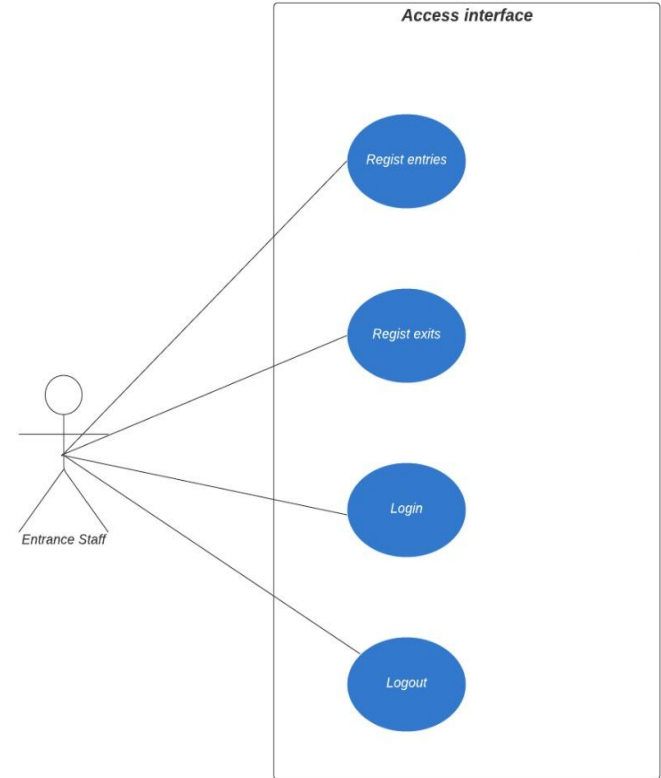 Access interface
Regist entries
Regist exits
Login
Entrance Staff
Logout